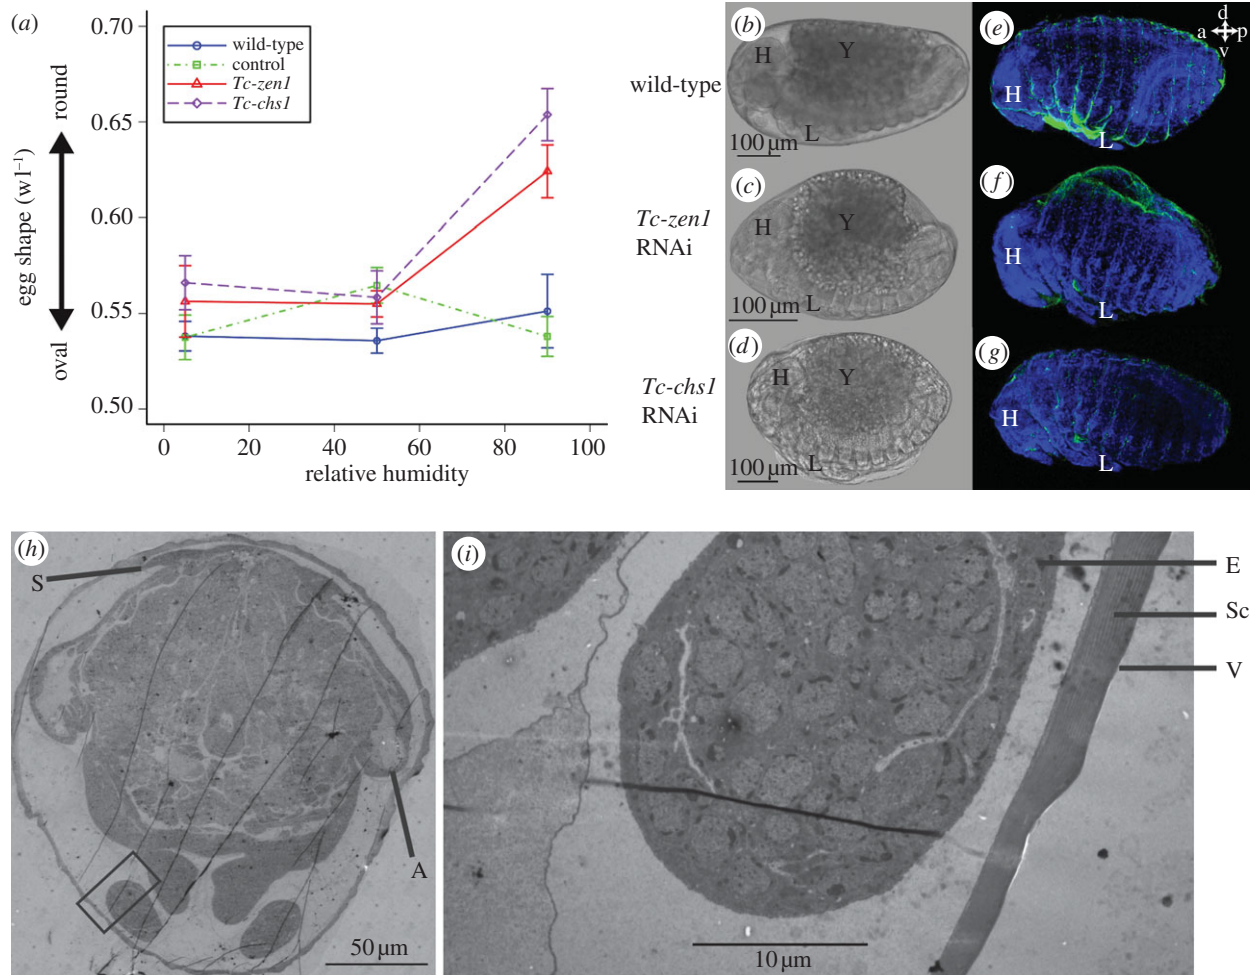 (a)
0.70
0.65
0.60
0.55
0.50
round
egg shape (w l⁻¹)
oval
wild-type
control
Tc-zen1
Tc-chs1
0
20
40
60
80
100
relative humidity
wild-type
Tc-zen1
RNAi
Tc-chs1
RNAi
(b)
H
Y
L
100 µm
(c)
H
Y
L
100 µm
(d)
H
Y
L
100 µm
(e)
d
a
p
v
H
L
(f)
H
L
(g)
H
L
(h)
S
A
50 µm
(i)
E
Sc
V
10 µm